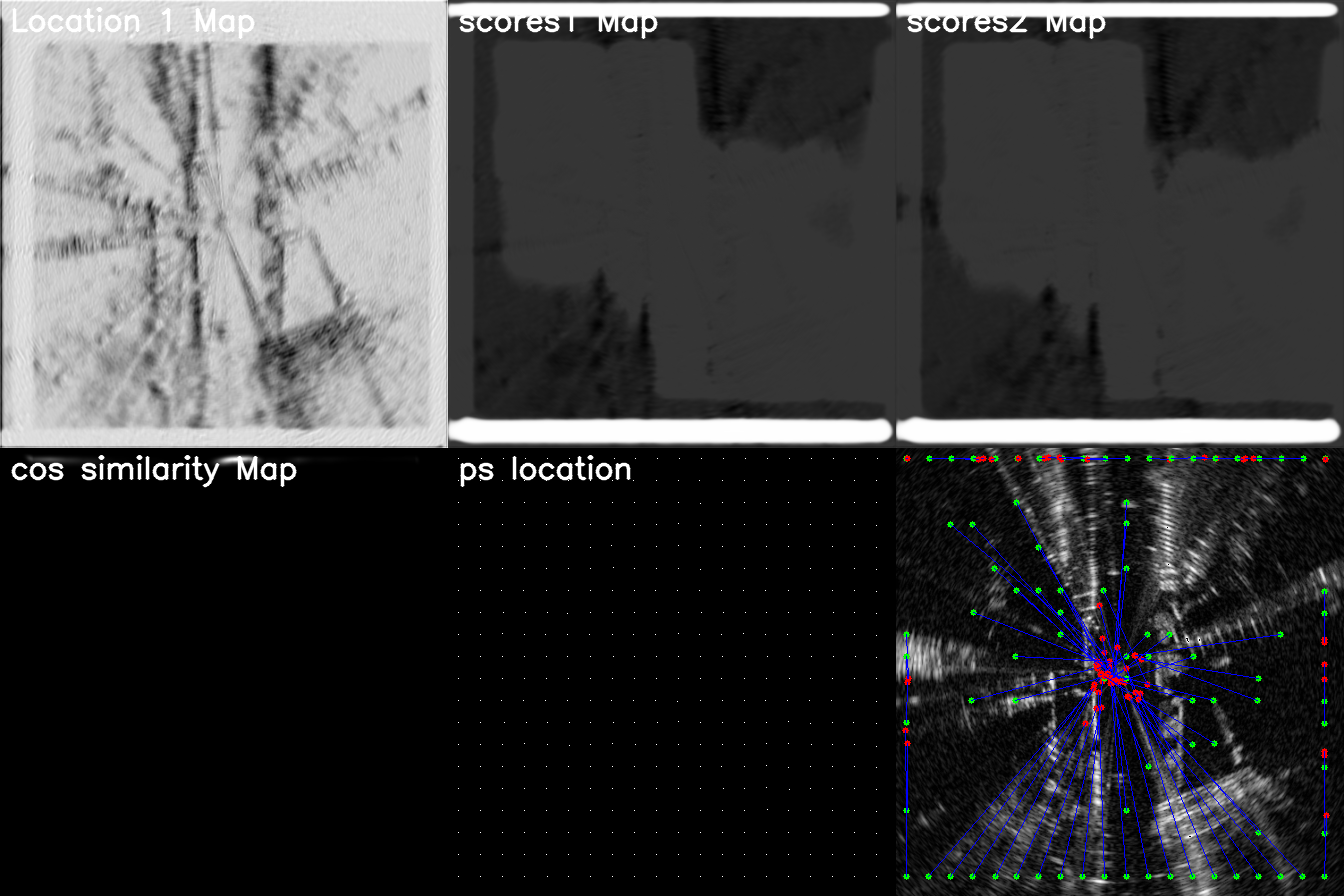 Location 1 Map
scores1 Map
scores2 Map
cos similarity Map
ps location